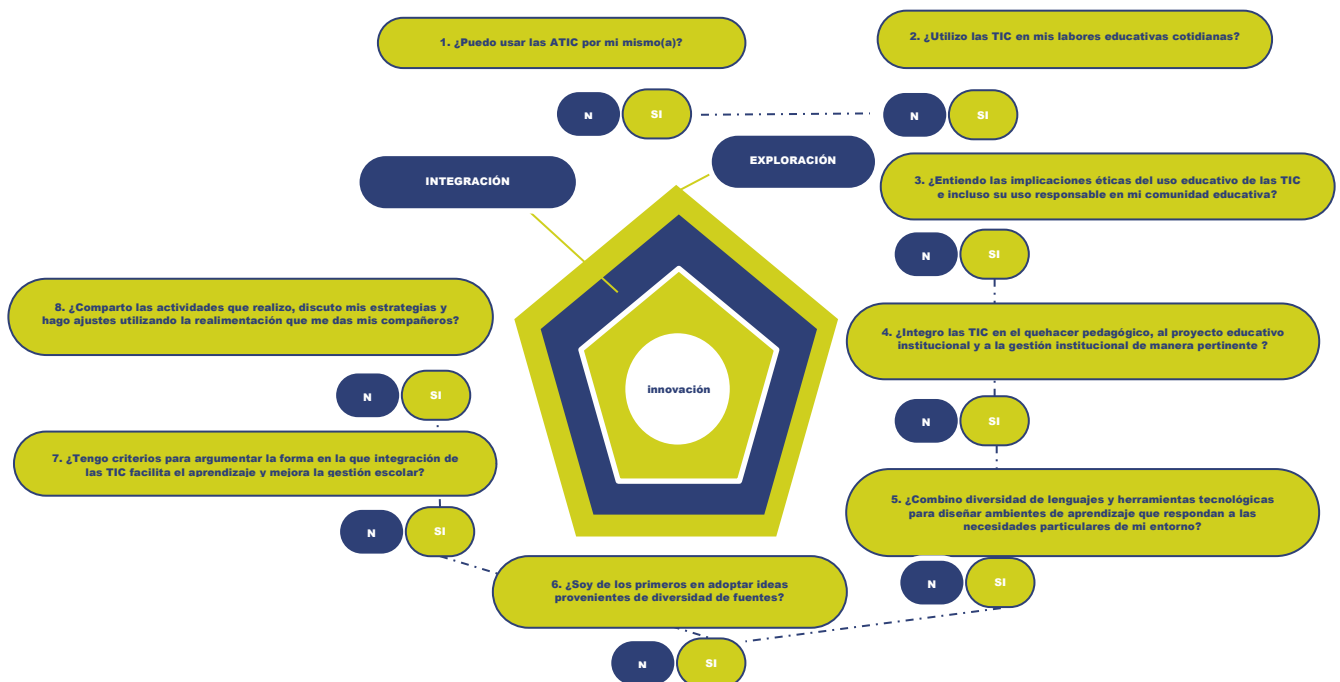 1. ¿Puedo usar las ATIC por mi mismo(a)?
N
SI
2. ¿Utilizo las TIC en mis labores educativas cotidianas?
N
SI
INTEGRACIÓN
EXPLORACIÓN
3. ¿Entiendo las implicaciones éticas del uso educativo de las TIC
e incluso su uso responsable en mi comunidad educativa?
N
SI
4. ¿Integro las TIC en el quehacer pedagógico, al proyecto educativo
institucional y a la gestión institucional de manera pertinente ?
N
SI
5. ¿Combino diversidad de lenguajes y herramientas tecnológicas
para diseñar ambientes de aprendizaje que respondan a las
necesidades particulares de mi entorno?
N
SI
6. ¿Soy de los primeros en adoptar ideas
provenientes de diversidad de fuentes?
N
SI
7. ¿Tengo criterios para argumentar la forma en la que integración de
las TIC facilita el aprendizaje y mejora la gestión escolar?
N
SI
8. ¿Comparto las actividades que realizo, discuto mis estrategias y
hago ajustes utilizando la realimentación que me das mis compañeros?
N
SI
innovación